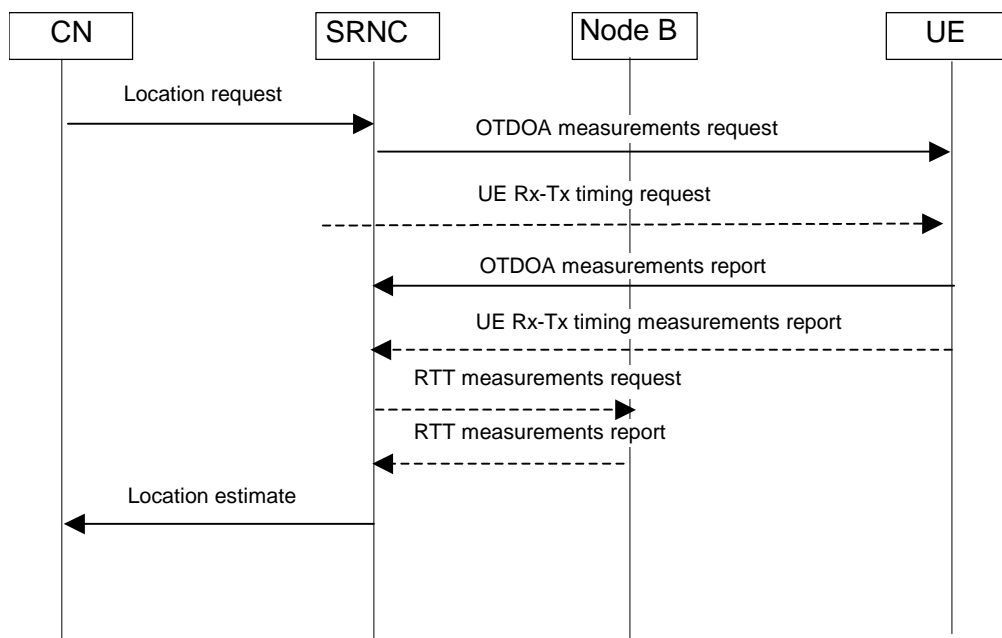 CN
SRNC
Node B
UE
Location request
OTDOA measurements request
UE Rx-Tx timing request
OTDOA measurements report
UE Rx-Tx timing measurements report
RTT measurements request
RTT measurements report
Location estimate